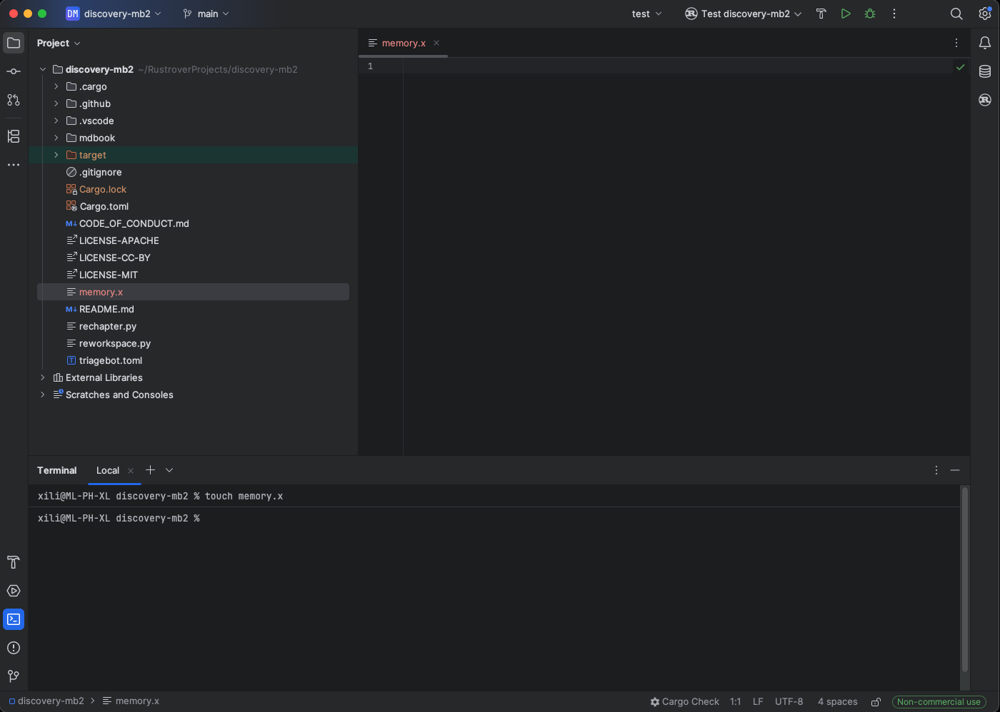 DM discovery-mb2 main test Test discovery-mb2
Project
memory.x
1
discovery-mb2 ~/RustroverProjects/discovery-mb2
.cargo
.github
.vscode
mdbook
target
.gitignore
Cargo.lock
Cargo.toml
M↓ CODE_OF_CONDUCT.md
LICENSE-APACHE
LICENSE-CC-BY
LICENSE-MIT
memory.x
M↓ README.md
rechapter.py
reworkspace.py
T triagebot.toml
External Libraries
Scratches and Consoles
Terminal Local
xili@ML-PH-XL discovery-mb2 % touch memory.x
xili@ML-PH-XL discovery-mb2 %
discovery-mb2 > memory.x Cargo Check 1:1 LF UTF-8 4 spaces Non-commercial use